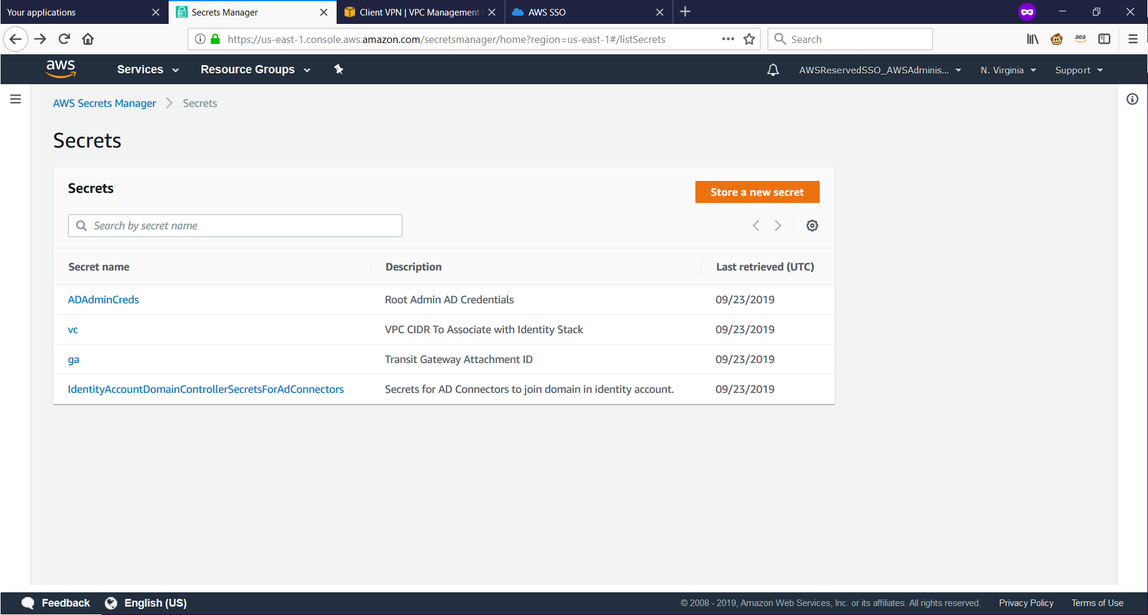 Your applications
Secrets Manager
Client VPN | VPC Management
AWS SSO
https://us-east-1.console.aws.amazon.com/secretsmanager/home?region=us-east-1#/listSecrets
Search
aea
aws
Services
Resource Groups
AWSReservedSSO_AWSAdminis...
N. Virginia
Support
AWS Secrets Manager
Secrets
Secrets
Secrets
Store a new secret
Search by secret name
Secret name Description Last retrieved (UTC)
ADAdminCreds Root Admin AD Credentials 09/23/2019
vc VPC CIDR To Associate with Identity Stack 09/23/2019
ga Transit Gateway Attachment ID 09/23/2019
IdentityAccountDomainControllerSecretsForAdConnectors Secrets for AD Connectors to join domain in identity account. 09/23/2019
Feedback
English (US)
© 2008 - 2019, Amazon Web Services, Inc. or its affiliates. All rights reserved.
Privacy Policy
Terms of Use